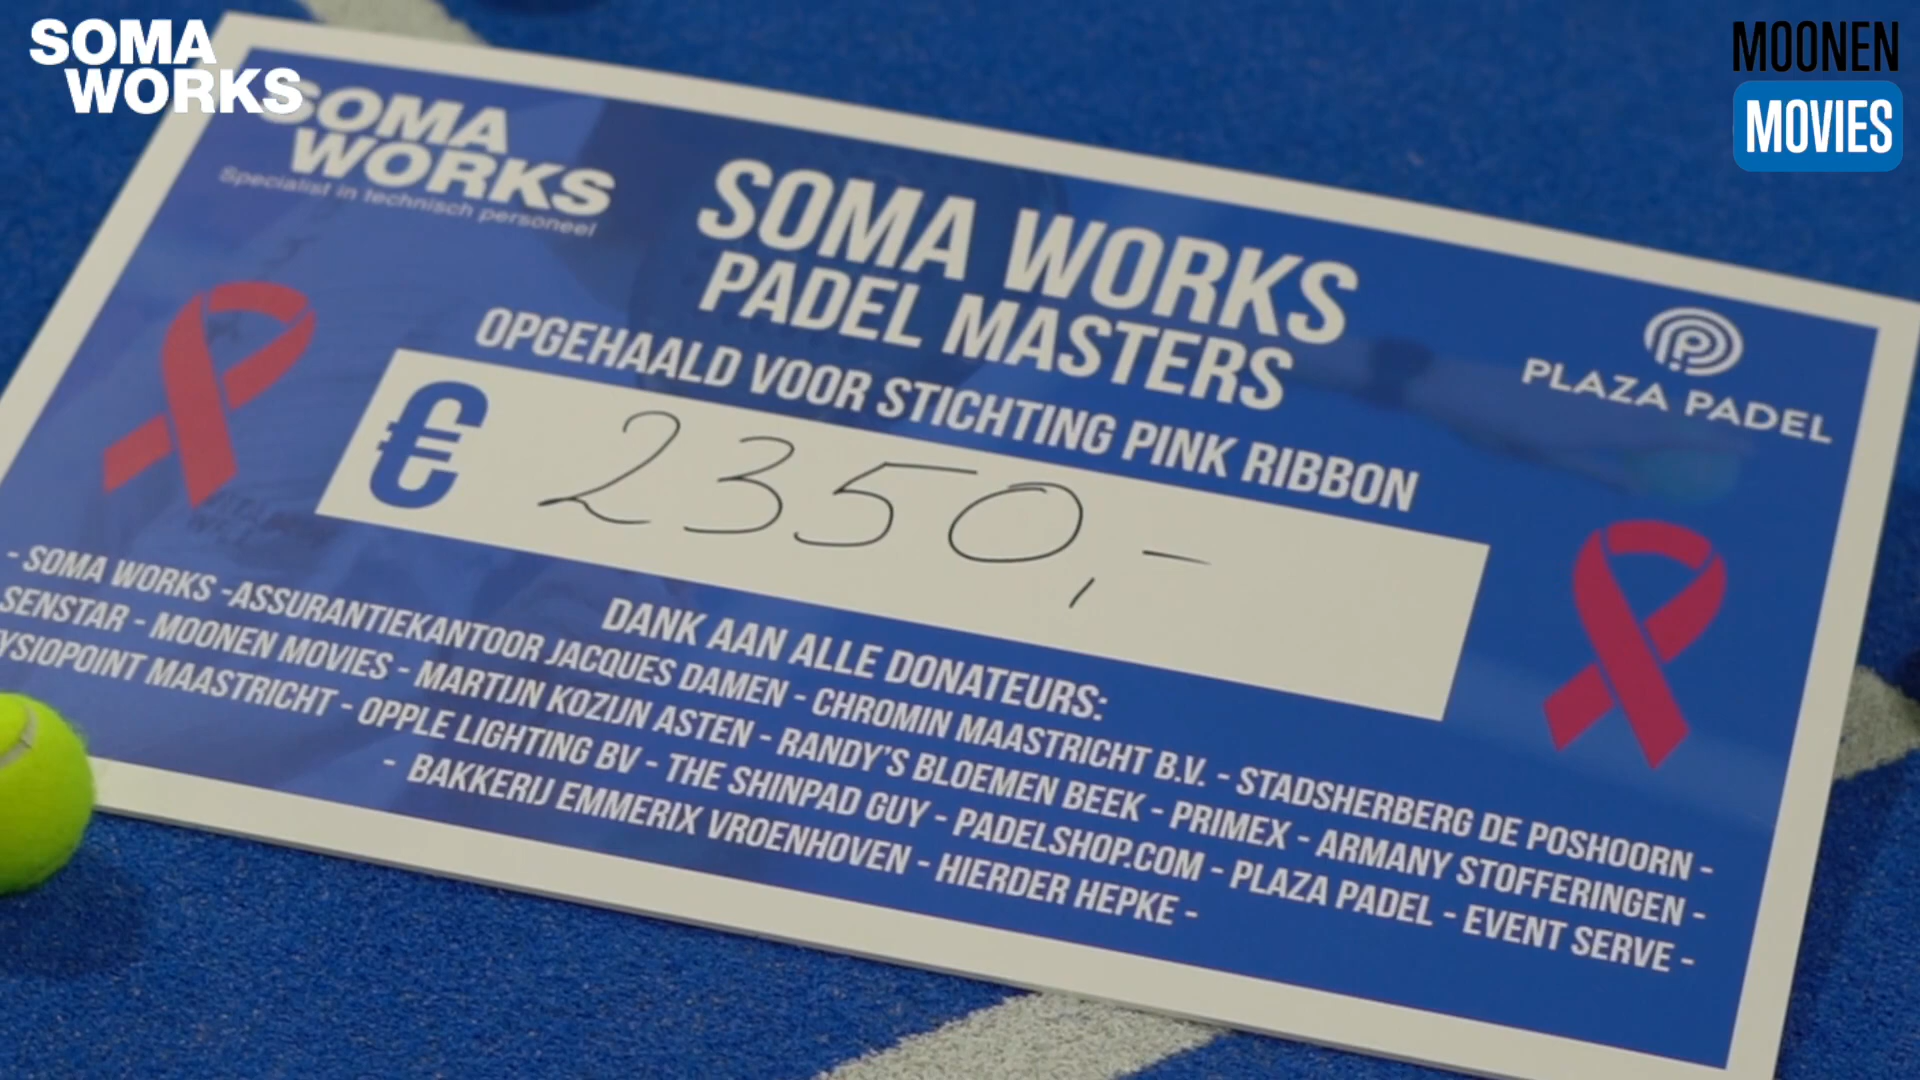 SOMA
WORKS
MOONEN
MOVIES
SOMA
WORKS
Specialist in technisch personeel
SOMA WORKS
PADEL MASTERS
PLAZA PADEL
OPGEHAALD VOOR STICHTING PINK RIBBON
€ 2350,-
DANK AAN ALLE DONATEURS:
- SOMA WORKS -ASSURANTIEKANTOOR JACQUES DAMEN - CHROMIN MAASTRICHT B.V. - STADSHERBERG DE POSHOORN -
SENSTAR - MOONEN MOVIES - MARTIJN KOZIJN ASTEN - RANDY'S BLOEMEN BEEK - PRIMEX - ARMANY STOFFERINGEN -
YSIOPOINT MAASTRICHT - OPPLE LIGHTING BV - THE SHINPAD GUY - PADELSHOP.COM - PLAZA PADEL - EVENT SERVE -
- BAKKERIJ EMMERIX VROENHOVEN - HIERDER HEPKE -